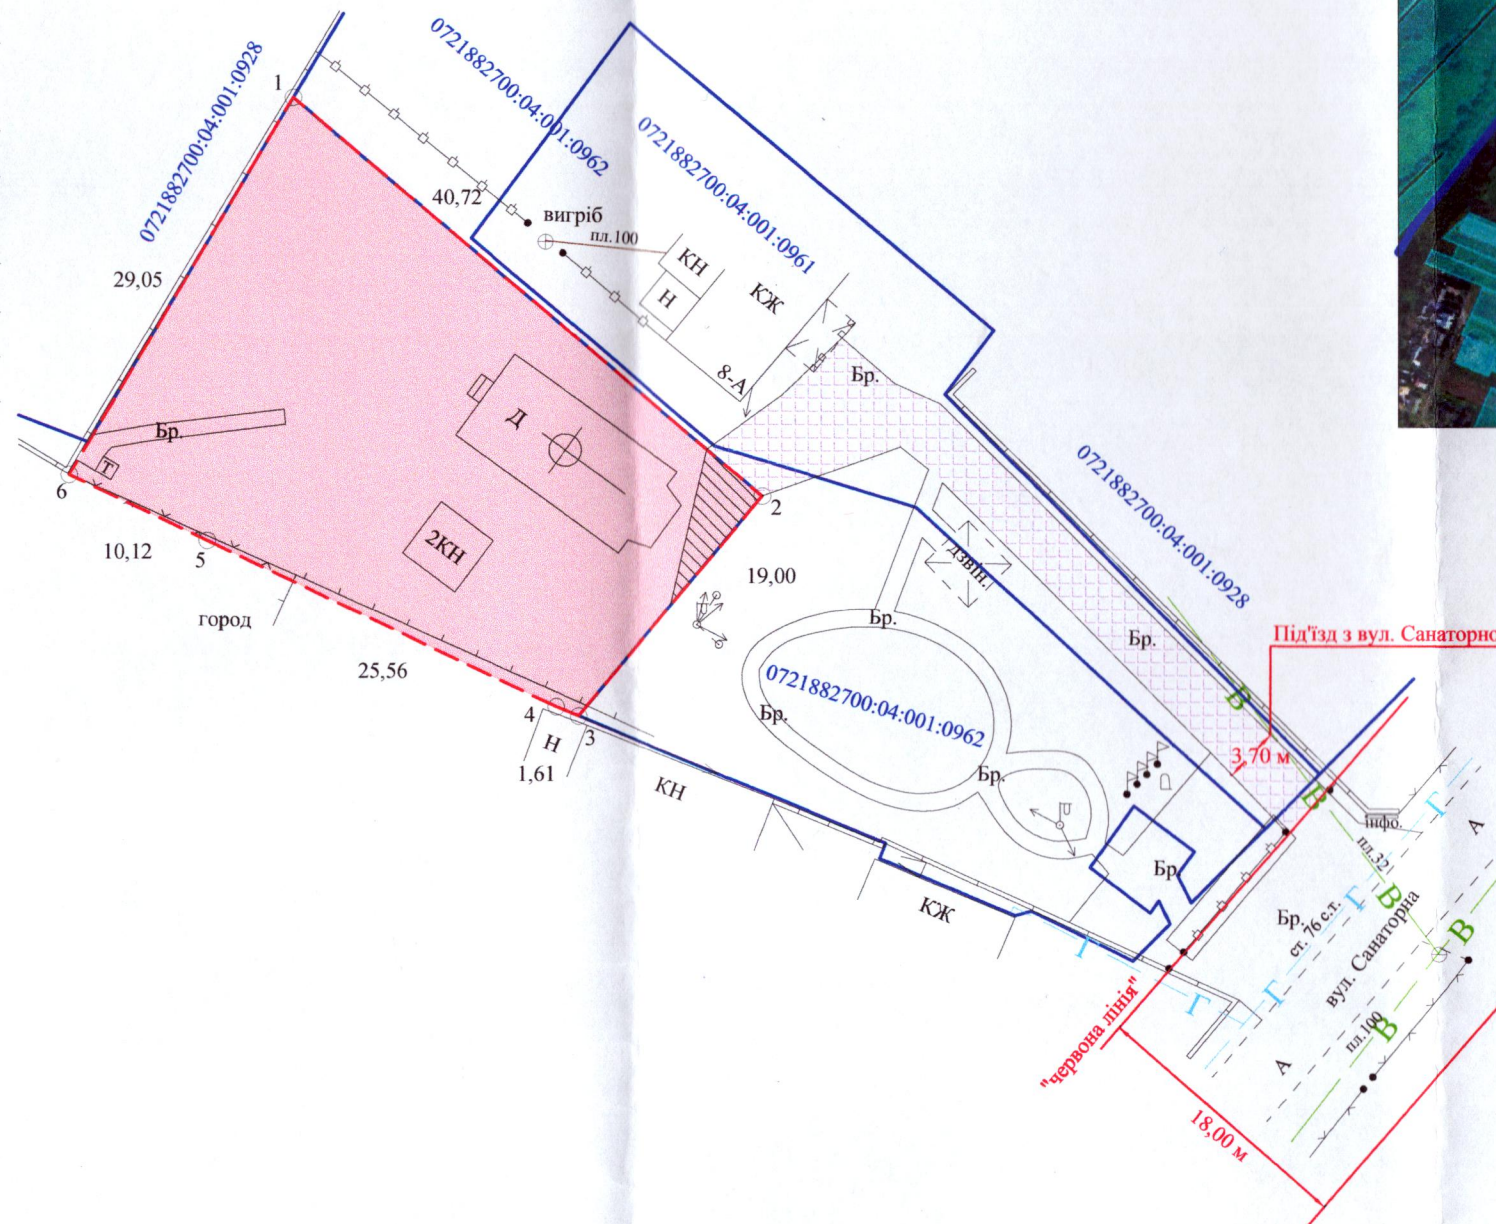 0721882700:04:001:0928
1
0721882700:04:001:0962
0721882700:04:001:0961
40,72
вигріб
пл.100
КН
Н
КЖ
8-А
Бр.
29,05
Бр.
Т
6
Д
2КН
2
10,12
5
город
19,00
25,56
4
3
Н
1,61
КН
ДЗВІН.
Бр.
0721882700:04:001:0962
Бр.
Бр.
0721882700:04:001:0928
Бр.
Під'їзд з вул. Санаторно
В
3,70 м
В
інфо.
пл.32
Г
А
КЖ
Бр.
Бр.
ст. 76 с.т.
Г
В
вул. Санаторна
В
Г
Г
Г
пл.100
В
А
"червона лінія"
18,00 м